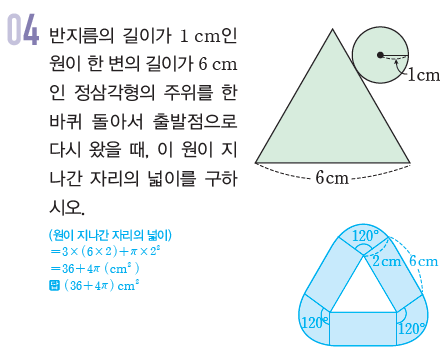 04
반지름의 길이가 1 cm인
원이 한 변의 길이가 6 cm
인 정삼각형의 주위를 한
바퀴 돌아서 출발점으로
다시 왔을 때, 이 원이 지
나간 자리의 넓이를 구하
시오.
(원이 지나간 자리의 넓이)
=3×(6×2)+π×2²
=36+4π (cm²)
답 (36+4π) cm²
1cm
6cm
120°
2cm
6cm
120°
120°